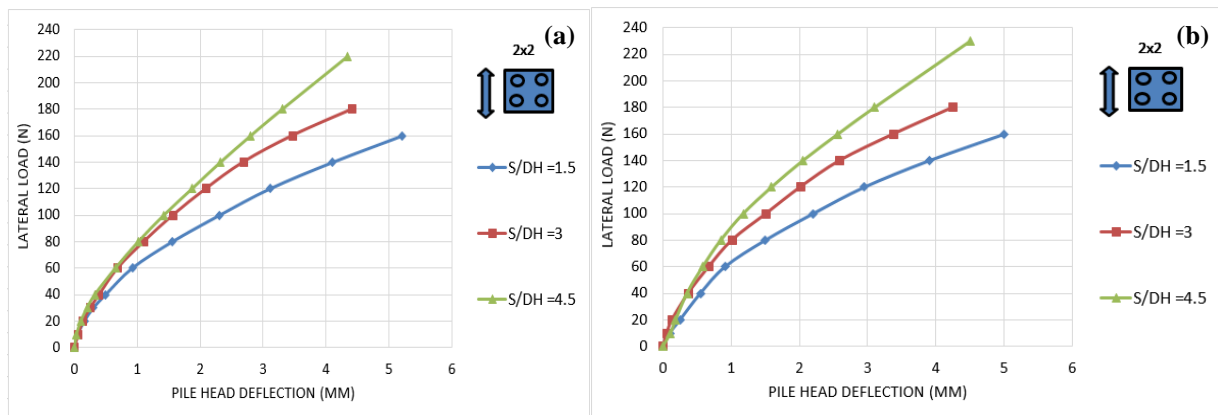 (a)
2x2
240
220
200
180
160
140
120
100
80
60
40
20
0
LATERAL LOAD (N)
0 1 2 3 4 5 6
PILE HEAD DEFLECTION (MM)
S/DH =1.5
S/DH =3
S/DH =4.5
(b)
2x2
240
220
200
180
160
140
120
100
80
60
40
20
0
LATERAL LOAD (N)
0 1 2 3 4 5 6
PILE HEAD DEFLECTION (MM)
S/DH =1.5
S/DH =3
S/DH =4.5